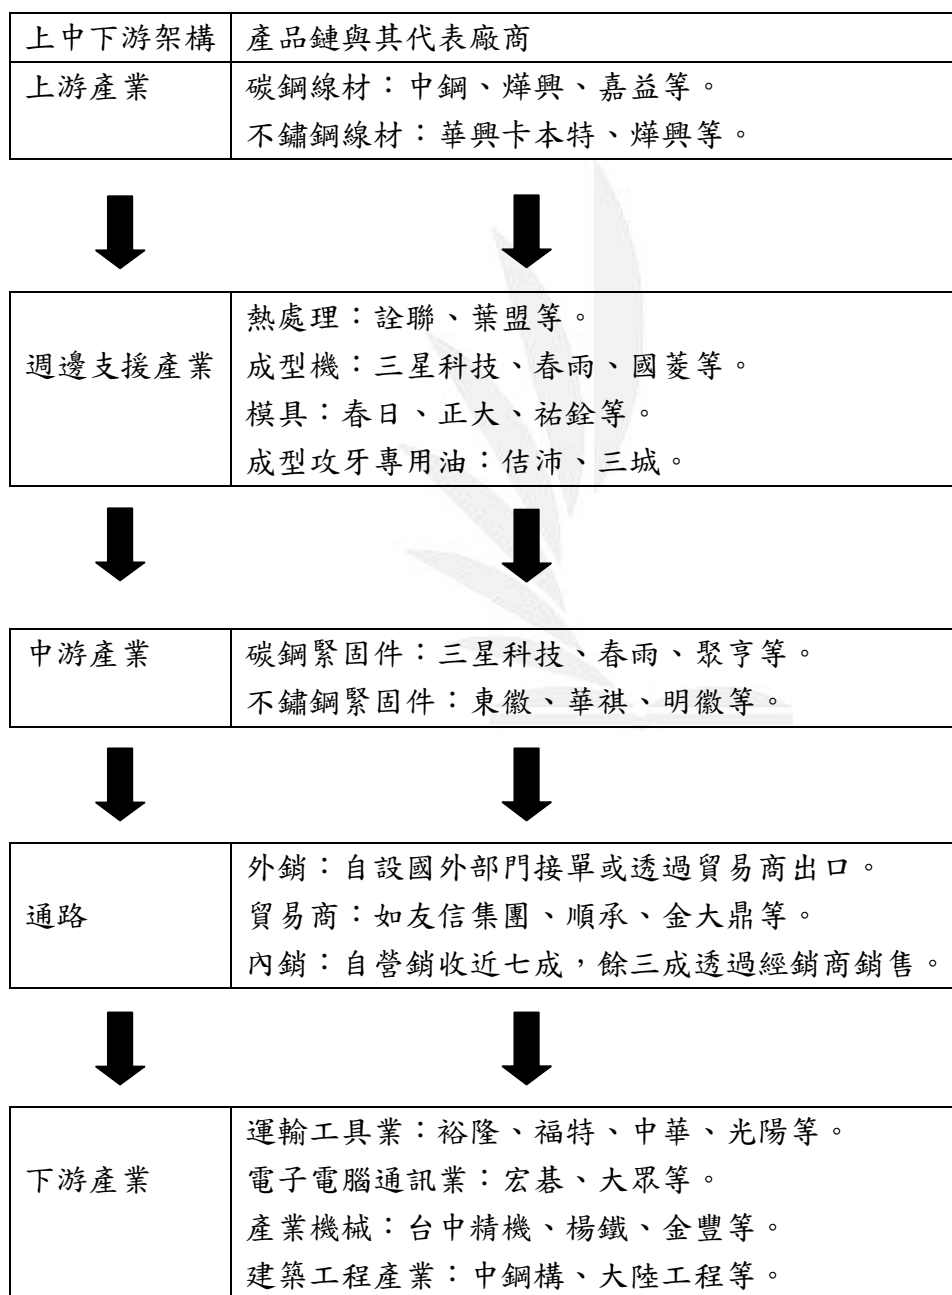 上中下游架構 產品鏈與其代表廠商
上游產業 碳鋼線材：中鋼、燁興、嘉益等。
不鏽鋼線材：華興卡本特、燁興等。
熱處理：詮聯、葉盟等。
週邊支援產業 成型機：三星科技、春雨、國菱等。
模具：春日、正大、祐銓等。
成型攻牙專用油：佶沛、三城。
中游產業 碳鋼緊固件：三星科技、春雨、聚亨等。
不鏽鋼緊固件：東徽、華祺、明徽等。
外銷：自設國外部門接單或透過貿易商出口。
通路 貿易商：如友信集團、順承、金大鼎等。
內銷：自營銷收近七成，餘三成透過經銷商銷售。
運輸工具業：裕隆、福特、中華、光陽等。
下游產業 電子電腦通訊業：宏碁、大眾等。
產業機械：台中精機、楊鐵、金豐等。
建築工程產業：中鋼構、大陸工程等。